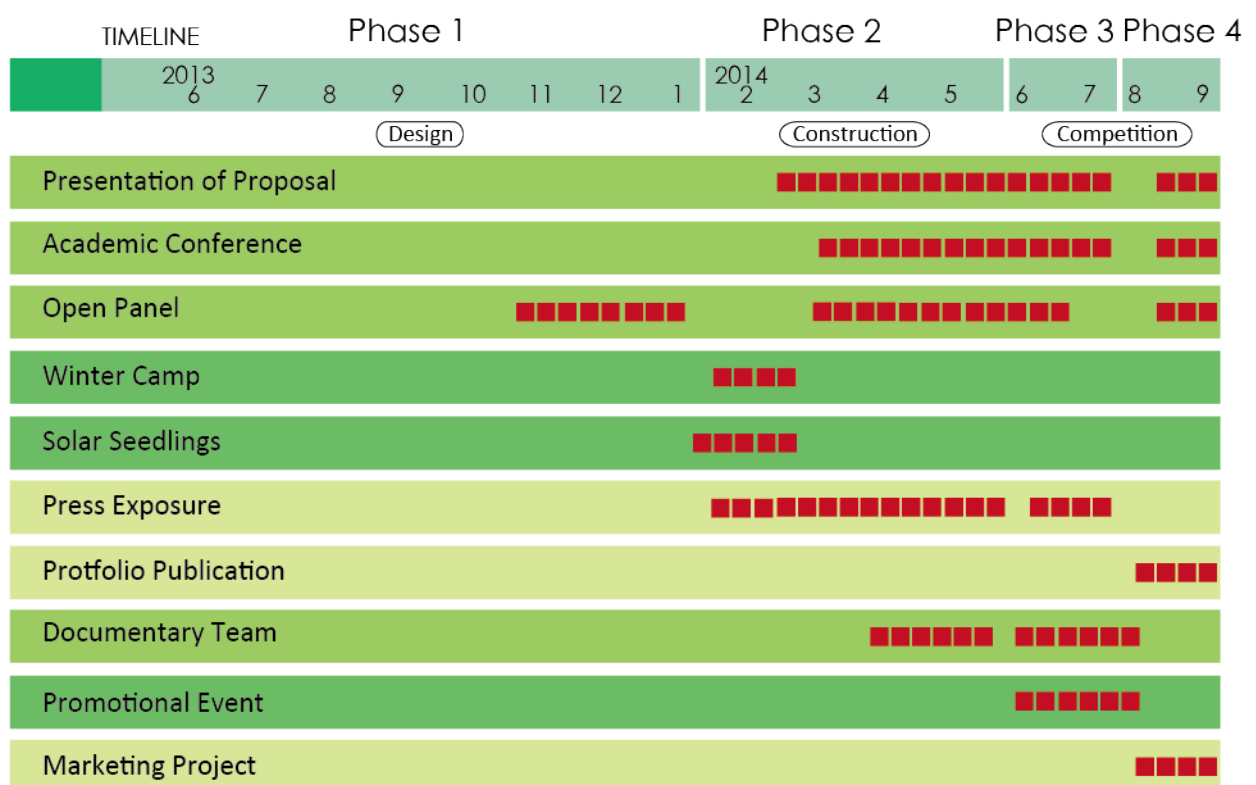 TIMELINE Phase 1 Phase 2 Phase 3 Phase 4
2013 2014
6 7 8 9 10 11 12 1 2 3 4 5 6 7 8 9
Design Construction Competition
Presentation of Proposal
Academic Conference
Open Panel
Winter Camp
Solar Seedlings
Press Exposure
Protfolio Publication
Documentary Team
Promotional Event
Marketing Project